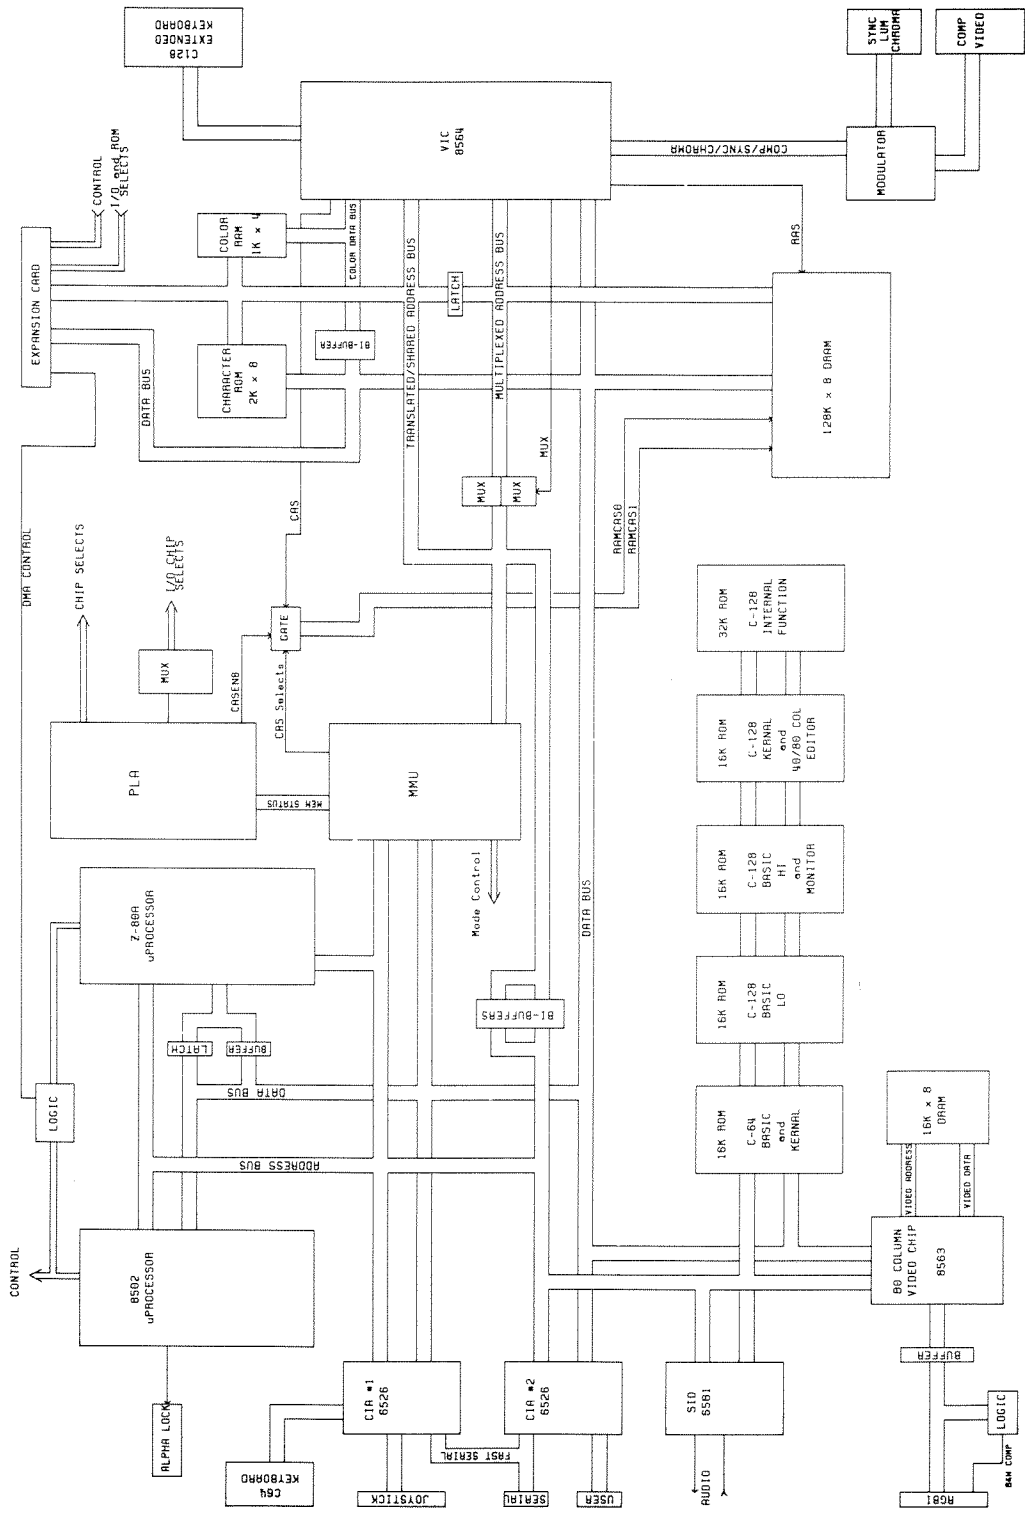 C128
EXTENDED
KEYBOARD
SYNC
LUM
CHROMA
COMP
VIDEO
VIC
8564
COMP/SYNC/CHROMA
MODULATOR
EXPANSION CARD
CONTROL
I/O and ROM
SELECTS
COLOR
RAM
1K x 4
COLOR DATA BUS
TRANSLATED/SHARED ADDRESS BUS
LATCH
MULTIPLEXED ADDRESS BUS
RAS
DATA BUS
CHARACTER
ROM
2K x 8
BI-BUFFER
MUX
128K x 8 DRAM
DMA CONTROL
CHIP SELECTS
I/O CHIP
SELECTS
CAS
MUX
MUX
RAMCAS0
RAMCAS1
MUX
CASENB
GATE
CAS Selects
32K ROM
C-128
INTERNAL
FUNCTION
PLA
MEM STATUS
MMU
16K ROM
C-128
KERNAL
and
40/80 COL
EDITOR
Z-80A
uPROCESSOR
Mode Control
DATA BUS
16K ROM
C-128
BASIC
HI
and
MONITOR
LOGIC
LATCH
BUFFER
BI-BUFFERS
16K ROM
C-128
BASIC
LO
DATA BUS
ADDRESS BUS
16K ROM
C-64
BASIC
and
KERNAL
16K x 8
DRAM
VIDEO ADDRESS
VIDEO DATA
CONTROL
8502
uPROCESSOR
80 COLUMN
VIDEO CHIP
8563
ALPHA LOCK
CIA #1
6526
CIA #2
6526
SID
6581
BUFFER
C64
KEYBOARD
JOYSTICK
FAST SERIAL
SERIAL
USER
AUDIO
LOGIC
RGBI
B&W COMP